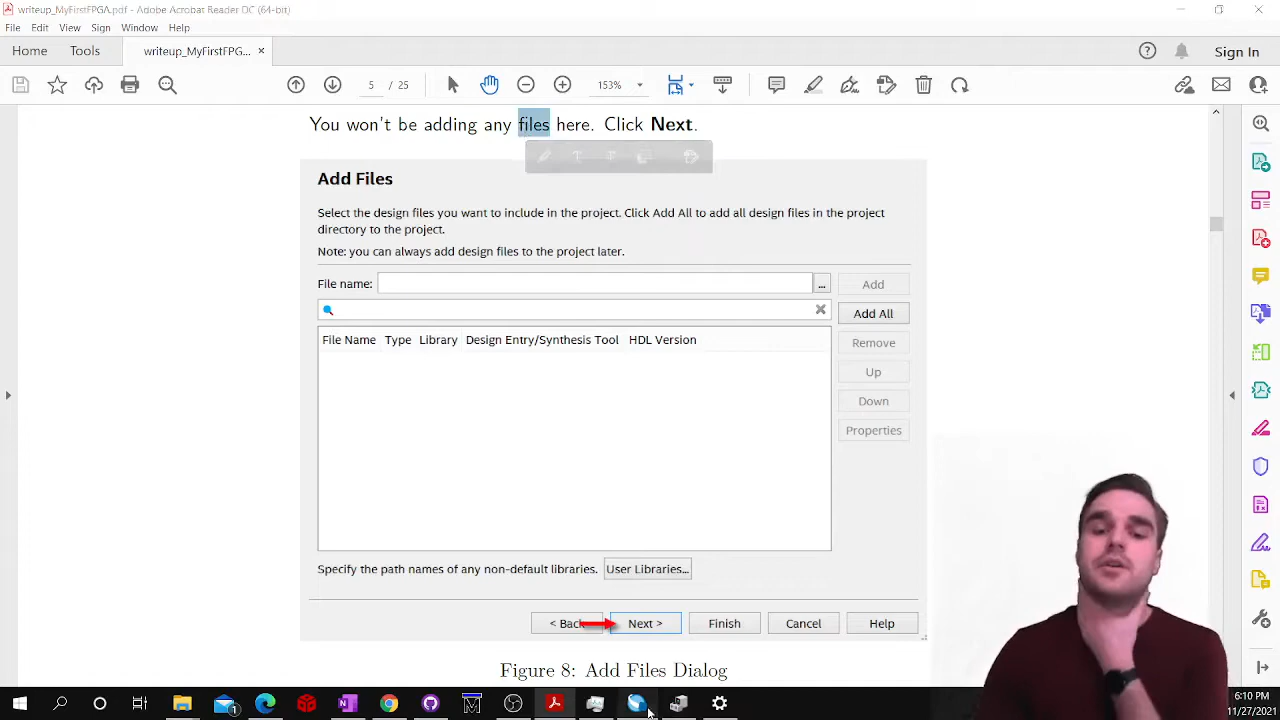 writeup_MyFirstFPGA.pdf - Adobe Acrobat Reader DC (64-bit)
File Edit View Sign Window Help
Home Tools writeup_MyFirstFPG... × Sign In
5 / 25 153%
You won't be adding any files here. Click Next.
Add Files
Select the design files you want to include in the project. Click Add All to add all design files in the project
directory to the project.
Note: you can always add design files to the project later.
File name: ... Add
Add All
File Name Type Library Design Entry/Synthesis Tool HDL Version
Remove
Up
Down
Properties
Specify the path names of any non-default libraries. User Libraries...
< Back Next > Finish Cancel Help
Figure 8: Add Files Dialog
6:10 PM
11/27/2021